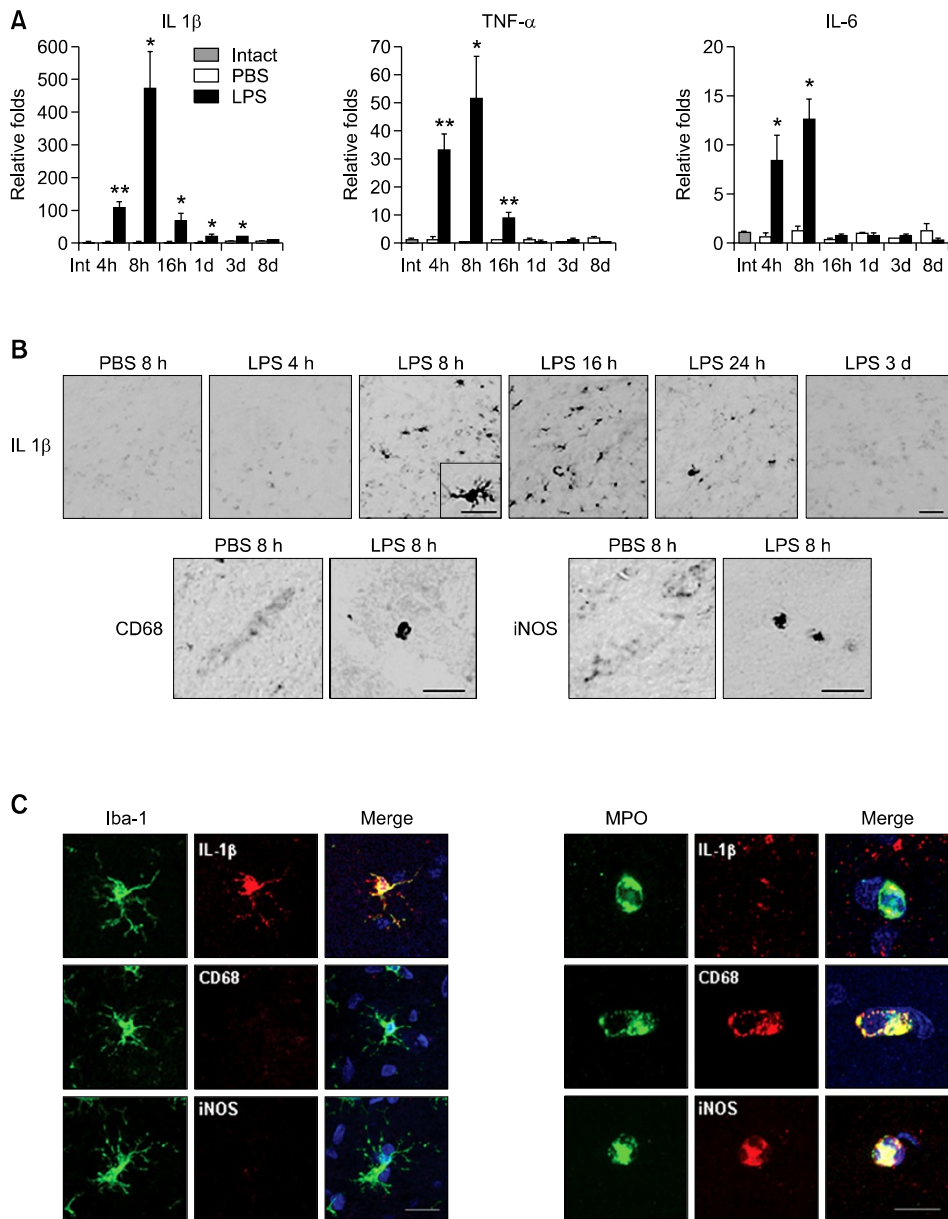 A
IL 1β
TNF-α
IL-6
Relative folds
600
500
400
300
200
100
0
* ** * * *
Intact
PBS
LPS
Int 4h 8h 16h 1d 3d 8d
Relative folds
70
60
50
40
30
20
10
0
** * **
Int 4h 8h 16h 1d 3d 8d
Relative folds
20
15
10
5
0
* *
Int 4h 8h 16h 1d 3d 8d
B
PBS 8 h LPS 4 h LPS 8 h LPS 16 h LPS 24 h LPS 3 d
IL 1β
PBS 8 h LPS 8 h PBS 8 h LPS 8 h
CD68
iNOS
C
Iba-1 Merge MPO Merge
IL-1β IL-1β
CD68 CD68
iNOS iNOS